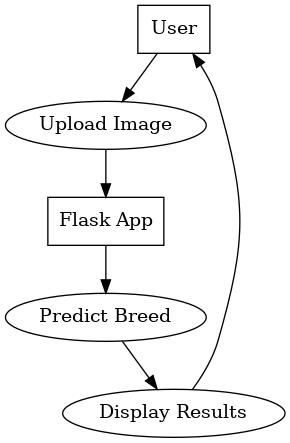 User
Upload Image
Flask App
Predict Breed
Display Results